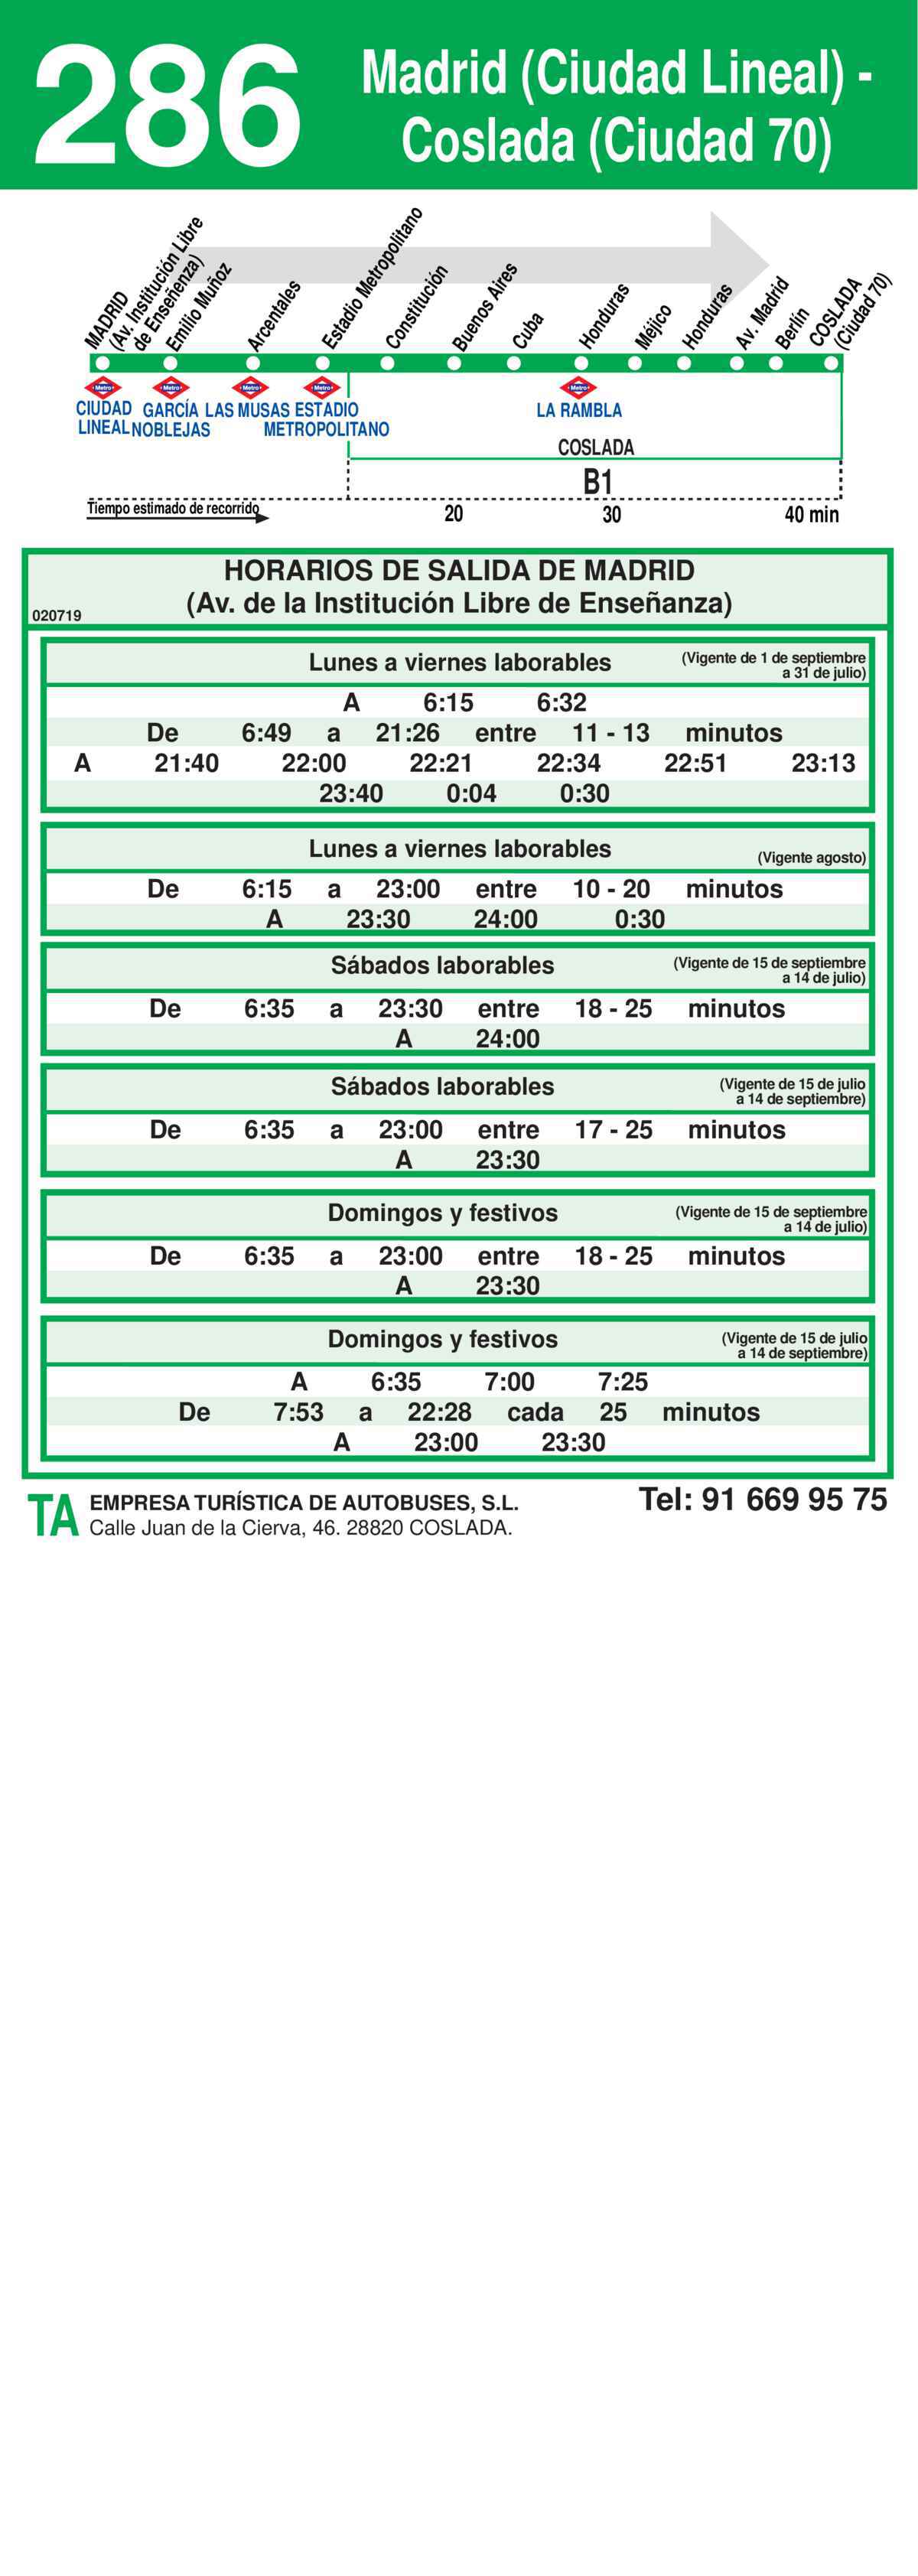 286
Madrid (Ciudad Lineal) -
Coslada (Ciudad 70)
MADRID
(Av. Institución Libre
de Enseñenza)
Emilio Muñoz
Arcentales
Estadio Metropolitano
Constitución
Buenos Aires
Cuba
Honduras
Méjico
Honduras
Av. Madrid
Berlín
COSLADA
(Ciudad 70)
Metro Metro Metro Metro Metro
CIUDAD
LINEAL
GARCÍA
NOBLEJAS
LAS MUSAS
ESTADIO
METROPOLITANO
LA RAMBLA
COSLADA
B1
Tiempo estimado de recorrido
20 30 40 min
HORARIOS DE SALIDA DE MADRID
(Av. de la Institución Libre de Enseñanza)
020719
Lunes a viernes laborables
(Vigente de 1 de septiembre
a 31 de julio)
A 6:15 6:32
De 6:49 a 21:26 entre 11 - 13 minutos
A 21:40 22:00 22:21 22:34 22:51 23:13
23:40 0:04 0:30
Lunes a viernes laborables
(Vigente agosto)
De 6:15 a 23:00 entre 10 - 20 minutos
A 23:30 24:00 0:30
Sábados laborables
(Vigente de 15 de septiembre
a 14 de julio)
De 6:35 a 23:30 entre 18 - 25 minutos
A 24:00
Sábados laborables
(Vigente de 15 de julio
a 14 de septiembre)
De 6:35 a 23:00 entre 17 - 25 minutos
A 23:30
Domingos y festivos
(Vigente de 15 de septiembre
a 14 de julio)
De 6:35 a 23:00 entre 18 - 25 minutos
A 23:30
Domingos y festivos
(Vigente de 15 de julio
a 14 de septiembre)
A 6:35 7:00 7:25
De 7:53 a 22:28 cada 25 minutos
A 23:00 23:30
TA
EMPRESA TURÍSTICA DE AUTOBUSES, S.L.
Calle Juan de la Cierva, 46. 28820 COSLADA.
Tel: 91 669 95 75